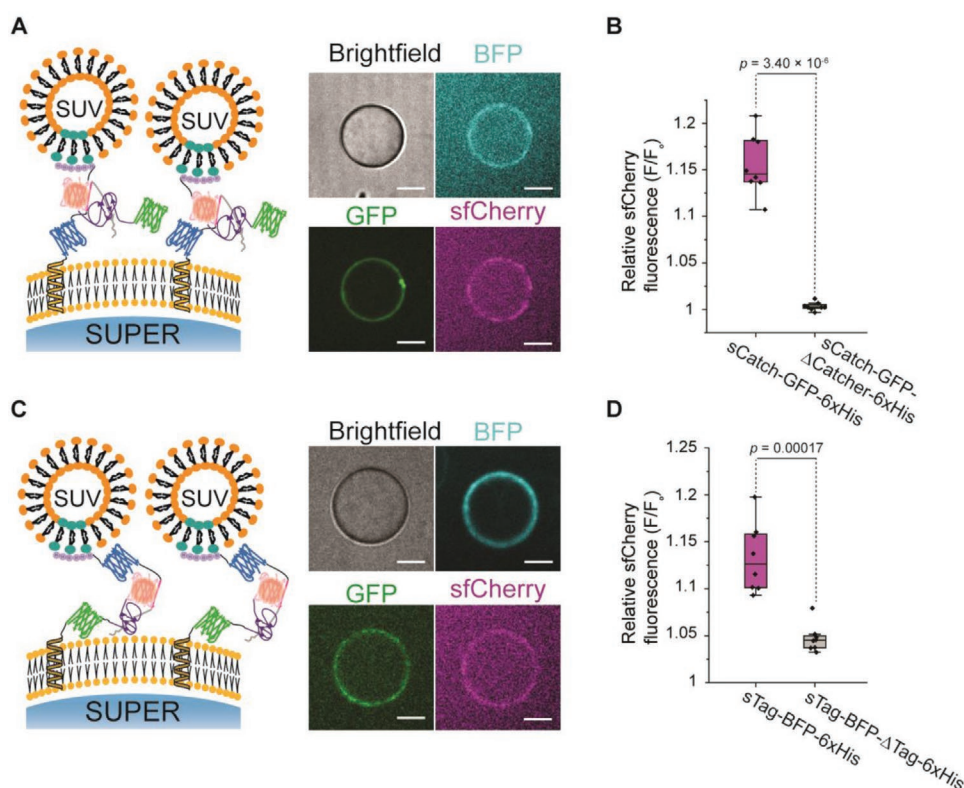 A
SUV
SUV
SUPER
Brightfield
BFP
GFP
sfCherry
B
p = 3.40 × 10⁻⁶
Relative sfCherry
fluorescence (F/Fₒ)
1.2
1.15
1.1
1.05
1
sCatch-GFP-6xHis
sCatch-GFP-
ΔCatcher-6xHis
C
SUV
SUV
SUPER
Brightfield
BFP
GFP
sfCherry
D
p = 0.00017
Relative sfCherry
fluorescence (F/Fₒ)
1.25
1.2
1.15
1.1
1.05
1
sTag-BFP-6xHis
sTag-BFP-ΔTag-6xHis